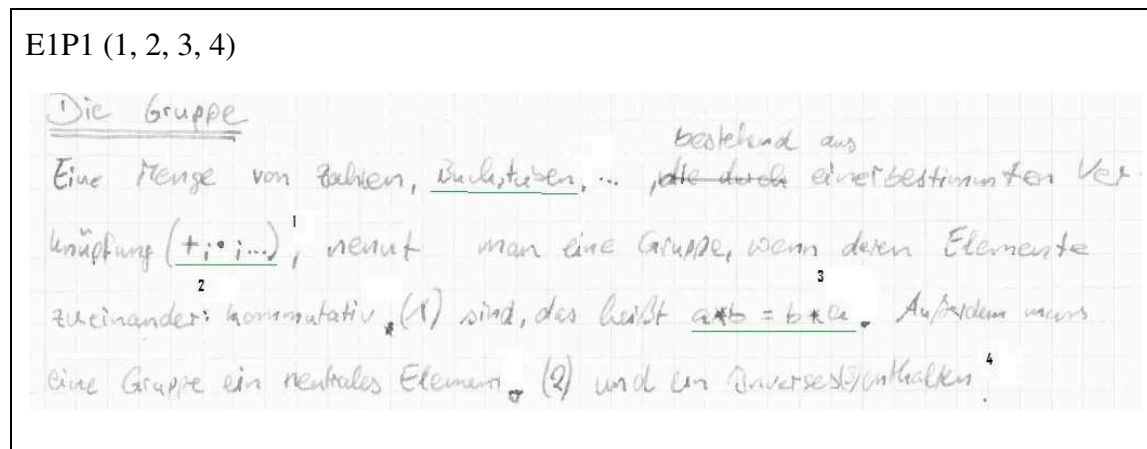 E1P1 (1, 2, 3, 4)
Die Gruppe
bestehend aus
Eine Menge von Zahlen, Buchstaben, ... , die durch einer bestimmten Ver-
1
knüpfung (+; •; ...), nennt man eine Gruppe, wenn deren Elemente
2 3
zueinander: kommutativ (1) sind, das heißt a*b = b*a. Außerdem muss
4
eine Gruppe ein neutrales Element (2) und ein Inverses(3) enthalten.